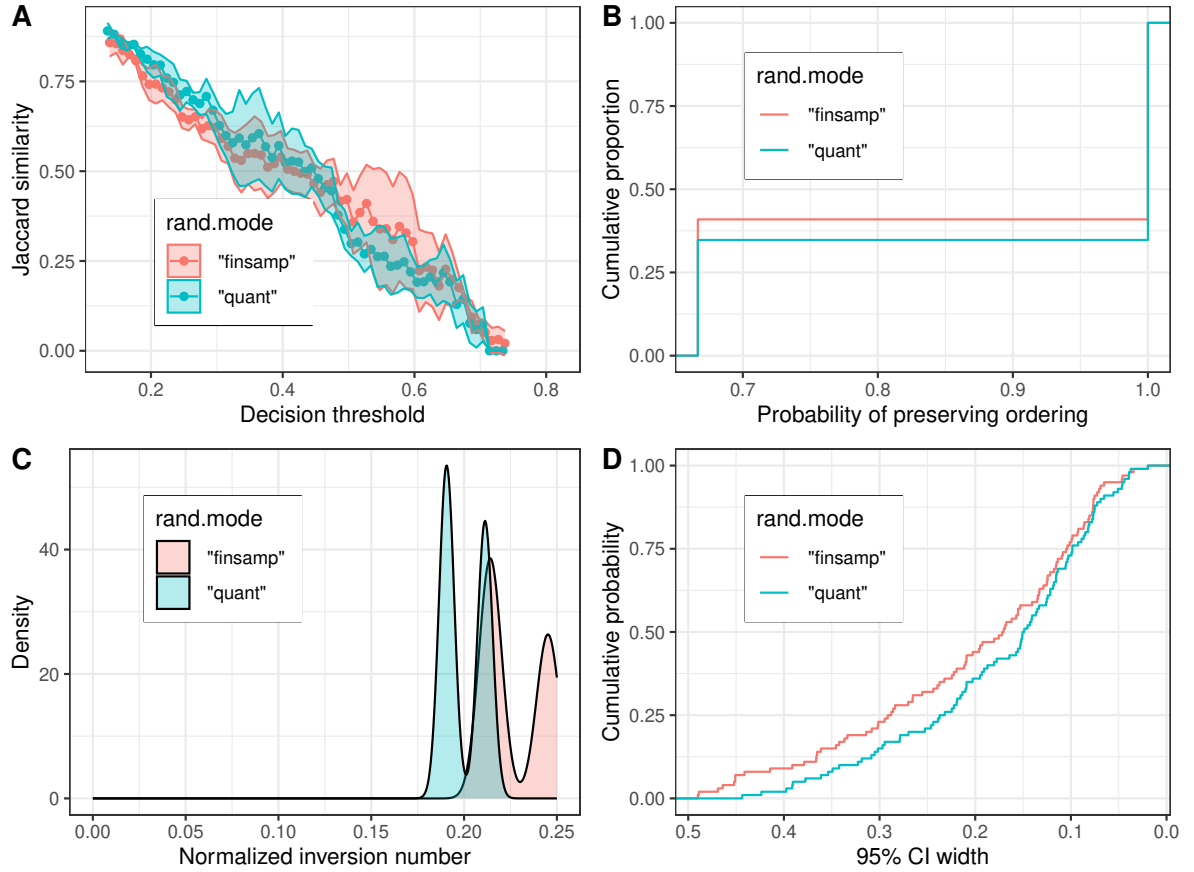 A
Jaccard similarity
0.75
0.50
0.25
0.00
rand.mode
"finsamp"
"quant"
0.2
0.4
0.6
0.8
Decision threshold
B
Cumulative proportion
1.00
0.75
0.50
0.25
0.00
rand.mode
"finsamp"
"quant"
0.7
0.8
0.9
1.0
Probability of preserving ordering
C
Density
40
20
0
rand.mode
"finsamp"
"quant"
0.00
0.05
0.10
0.15
0.20
0.25
Normalized inversion number
D
Cumulative probability
1.00
0.75
0.50
0.25
0.00
rand.mode
"finsamp"
"quant"
0.5
0.4
0.3
0.2
0.1
0.0
95% CI width